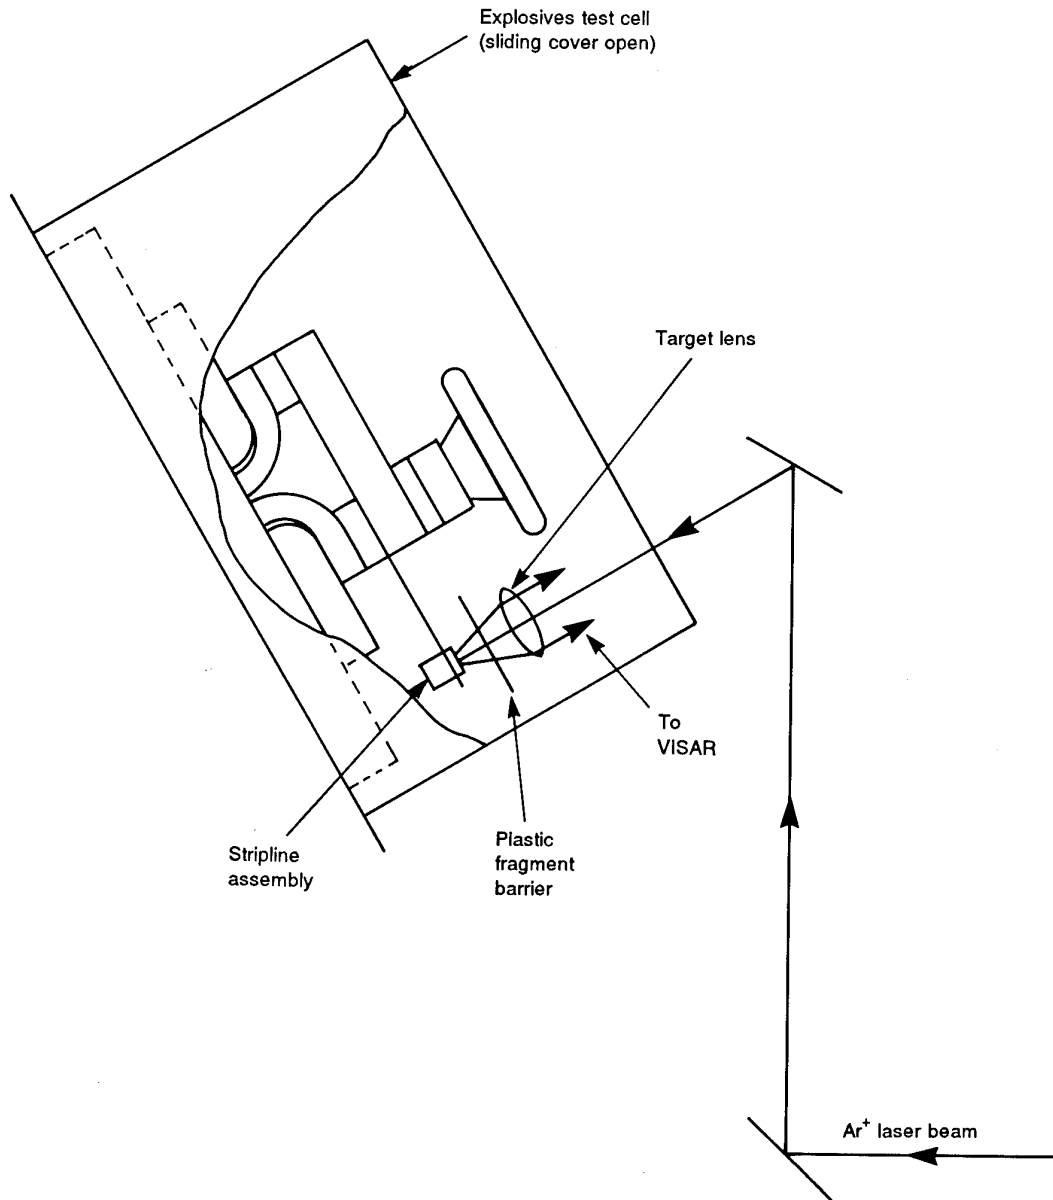 Explosives test cell
(sliding cover open)
Target lens
To
VISAR
Plastic
fragment
barrier
Stripline
assembly
Ar⁺ laser beam